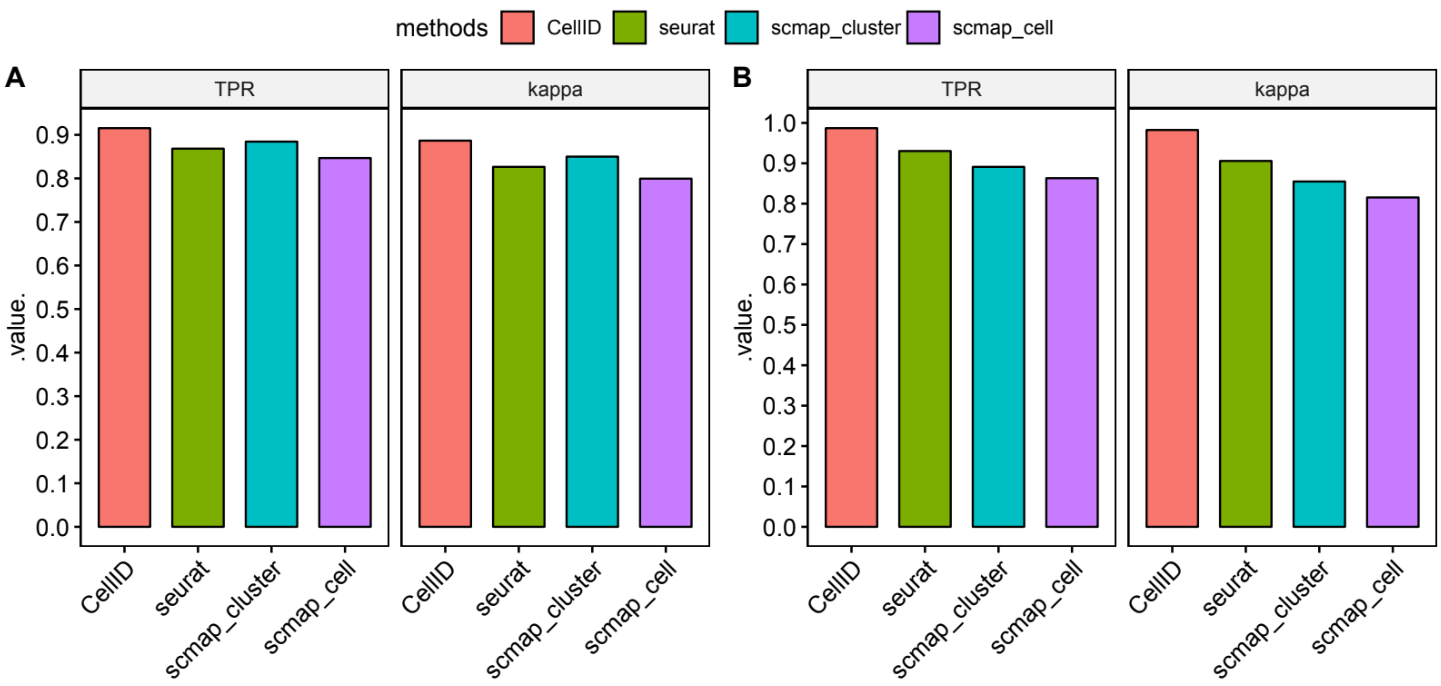 methods CellID seurat scmap_cluster scmap_cell
A
TPR kappa
.value.
0.9
0.8
0.7
0.6
0.5
0.4
0.3
0.2
0.1
0.0
CellID seurat scmap_cluster scmap_cell CellID seurat scmap_cluster scmap_cell
B
TPR kappa
.value.
1.0
0.9
0.8
0.7
0.6
0.5
0.4
0.3
0.2
0.1
0.0
CellID seurat scmap_cluster scmap_cell CellID seurat scmap_cluster scmap_cell